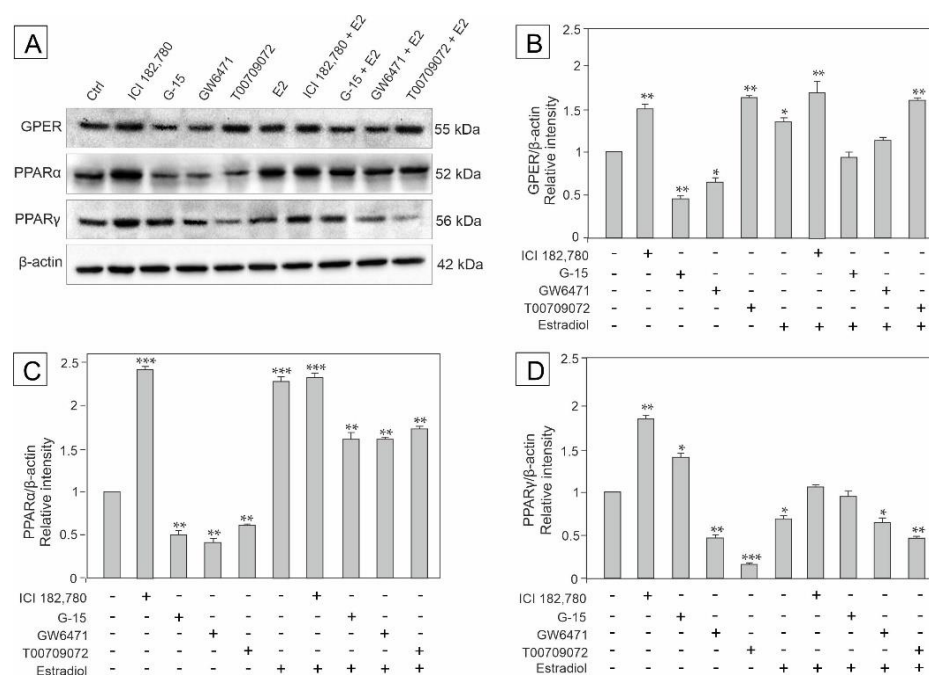 A
Ctrl
ICI 182,780
G-15
GW6471
T00709072
E2
ICI 182,780 + E2
G-15 + E2
GW6471 + E2
T00709072 + E2
GPER 55 kDa
PPARα 52 kDa
PPARγ 56 kDa
β-actin 42 kDa
B
GPER/β-actin
Relative intensity
2.5
2
1.5
1
0.5
0
** ** * ** * ** **
ICI 182,780 - + - - - - + - - -
G-15 - - + - - - - + - -
GW6471 - - - + - - - - + -
T00709072 - - - - + - - - - +
Estradiol - - - - - + + + + +
C
PPARα/β-actin
Relative intensity
2.5
2
1.5
1
0.5
0
*** ** ** ** *** *** ** ** **
ICI 182,780 - + - - - - + - - -
G-15 - - + - - - - + - -
GW6471 - - - + - - - - + -
T00709072 - - - - + - - - - +
Estradiol - - - - - + + + + +
D
PPARγ/β-actin
Relative intensity
2.5
2
1.5
1
0.5
0
** * ** *** * * **
ICI 182,780 - + - - - - + - - -
G-15 - - + - - - - + - -
GW6471 - - - + - - - - + -
T00709072 - - - - + - - - - +
Estradiol - - - - - + + + + +